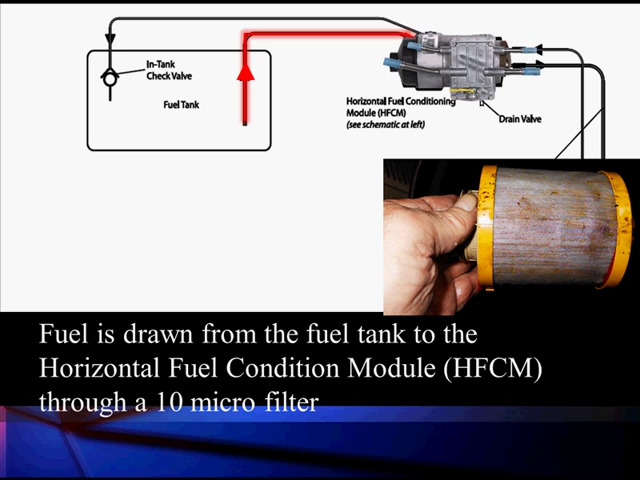 In-Tank
Check Valve
Fuel Tank
Horizontal Fuel Conditioning
Module (HFCM)
(see schematic at left)
Drain Valve
Fuel is drawn from the fuel tank to the
Horizontal Fuel Condition Module (HFCM)
through a 10 micro filter